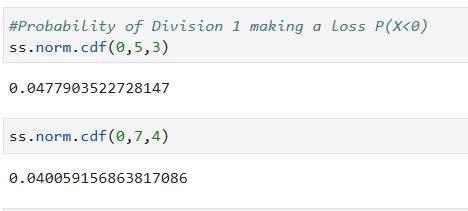 #Probability of Division 1 making a loss P(X<0)
ss.norm.cdf(0,5,3)
0.0477903522728147
ss.norm.cdf(0,7,4)
0.040059156863817086